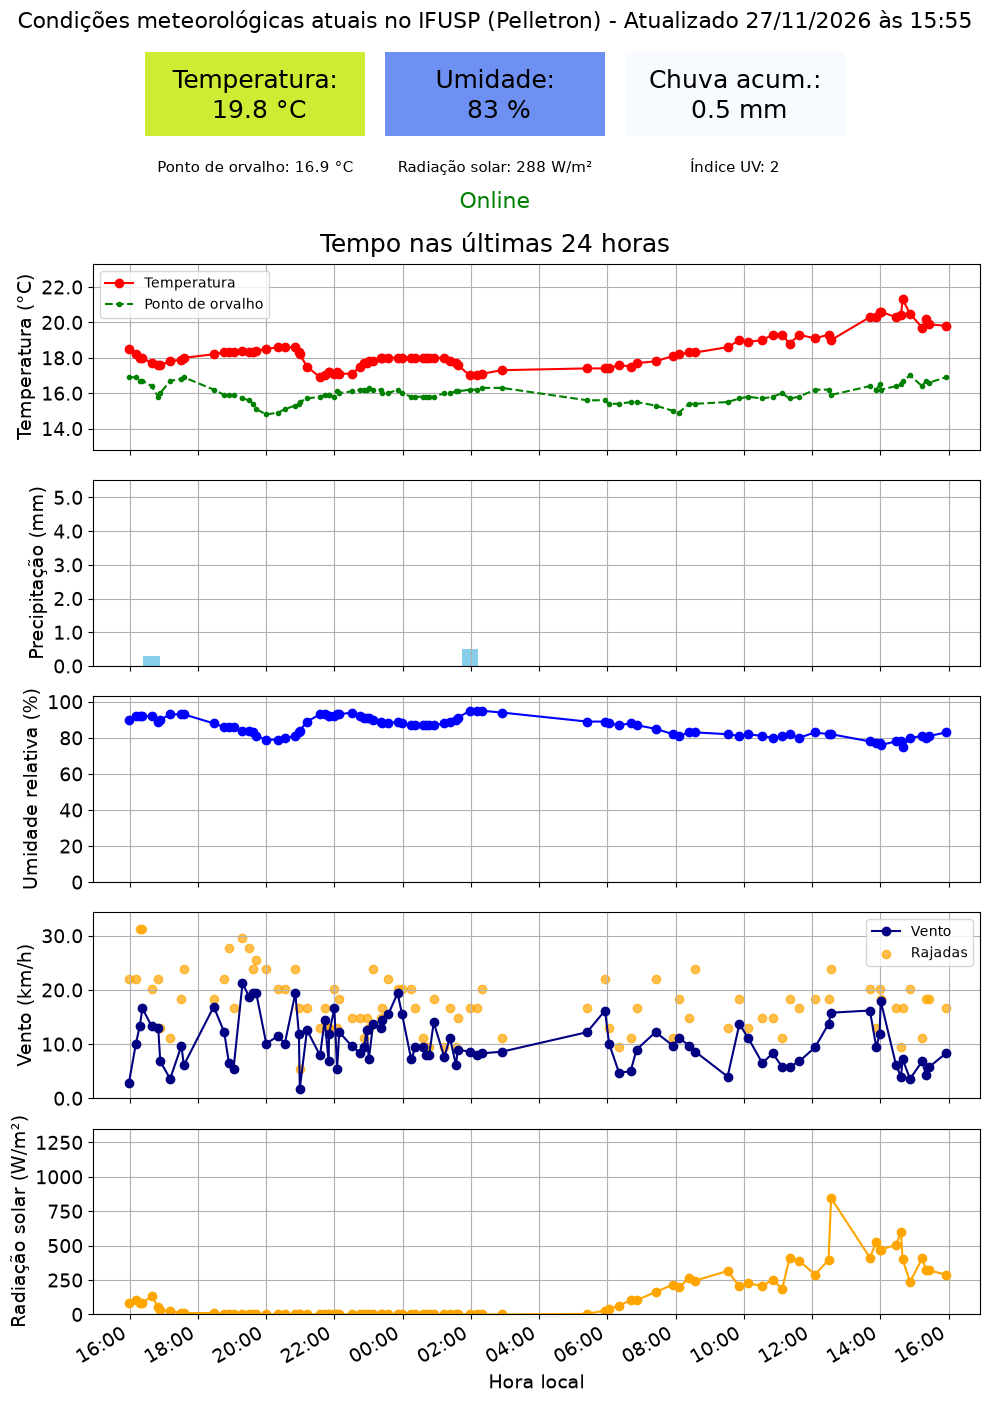 Condições meteorológicas atuais no IFUSP (Pelletron) - Atualizado 27/11/2026 às 15:55
Temperatura:
19.8 °C
Umidade:
83 %
Chuva acum.:
0.5 mm
Ponto de orvalho: 16.9 °C
Radiação solar: 288 W/m²
Índice UV: 2
Online
Tempo nas últimas 24 horas
Temperatura (°C)
22.0
20.0
18.0
16.0
14.0
Temperatura
Ponto de orvalho
Precipitação (mm)
5.0
4.0
3.0
2.0
1.0
0.0
Umidade relativa (%)
100
80
60
40
20
0
Vento (km/h)
30.0
20.0
10.0
0.0
Vento
Rajadas
Radiação solar (W/m²)
1250
1000
750
500
250
0
16:00
18:00
20:00
22:00
00:00
02:00
04:00
06:00
08:00
10:00
12:00
14:00
16:00
Hora local